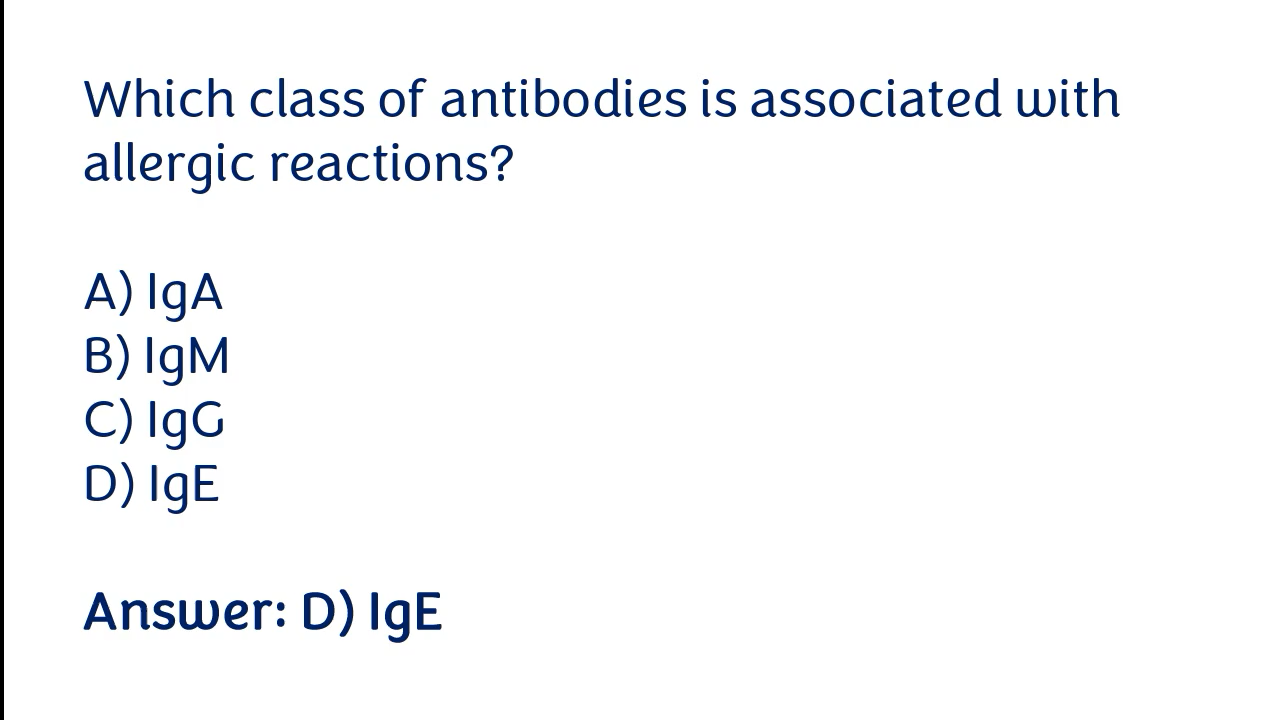 Which class of antibodies is associated with
allergic reactions?
A) IgA
B) IgM
C) IgG
D) IgE
Answer: D) IgE